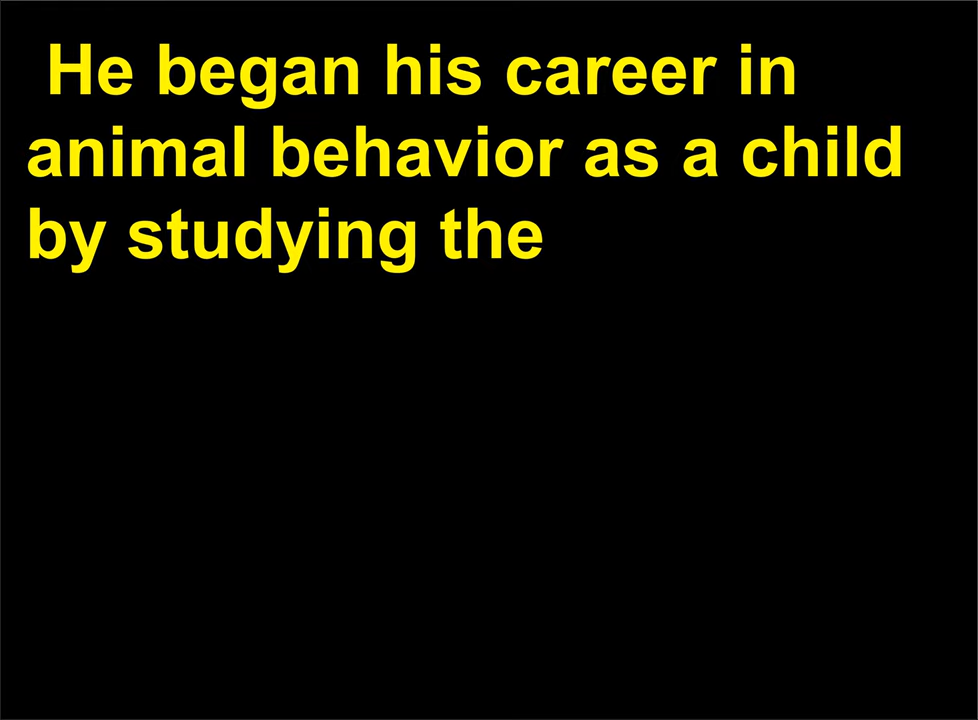 He began his career in
animal behavior as a child
by studying the